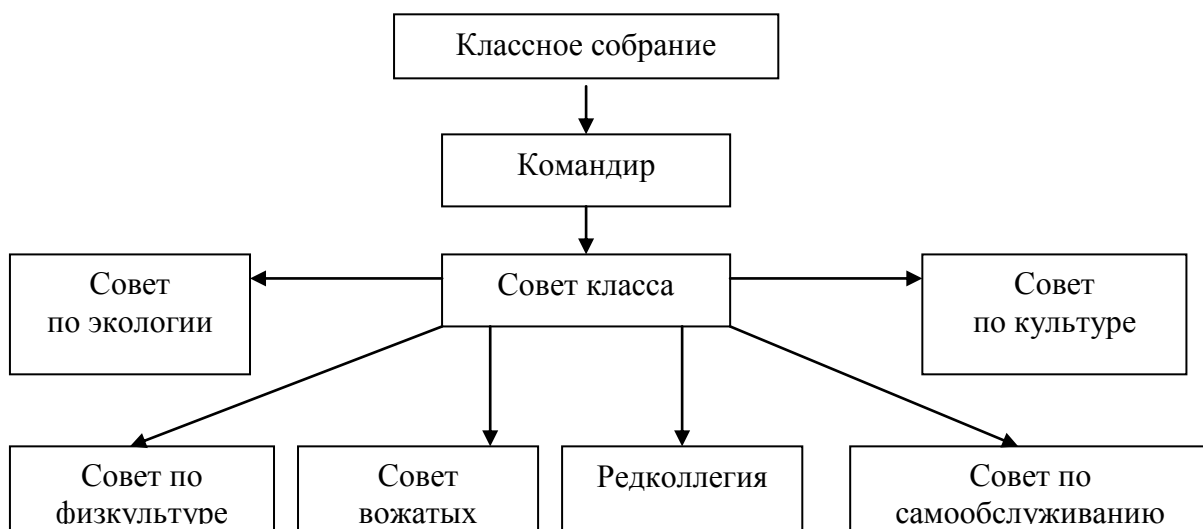 Классное собрание
Командир
Совет
по экологии
Совет класса
Совет
по культуре
Совет по
физкультуре
Совет
вожатых
Редколлегия
Совет по
самообслуживанию